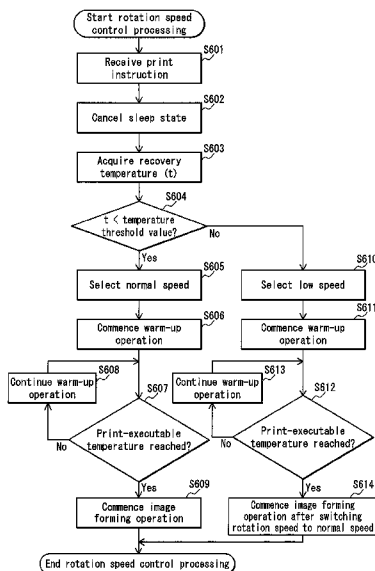 Start rotation speed
control processing
S601
Receive print
instruction
S602
Cancel sleep state
S603
Acquire recovery
temperature (t)
S604
t < temperature
threshold value?
No
Yes
S605
Select normal speed
S610
Select low speed
S606
Commence warm-up
operation
S611
Commence warm-up
operation
S608
Continue warm-up
operation
S607
Print-executable
temperature reached?
No
Yes
S613
Continue warm-up
operation
S612
Print-executable
temperature reached?
No
Yes
S609
Commence image
forming operation
S614
Commence image forming
operation after switching
rotation speed to normal speed
End rotation speed control processing